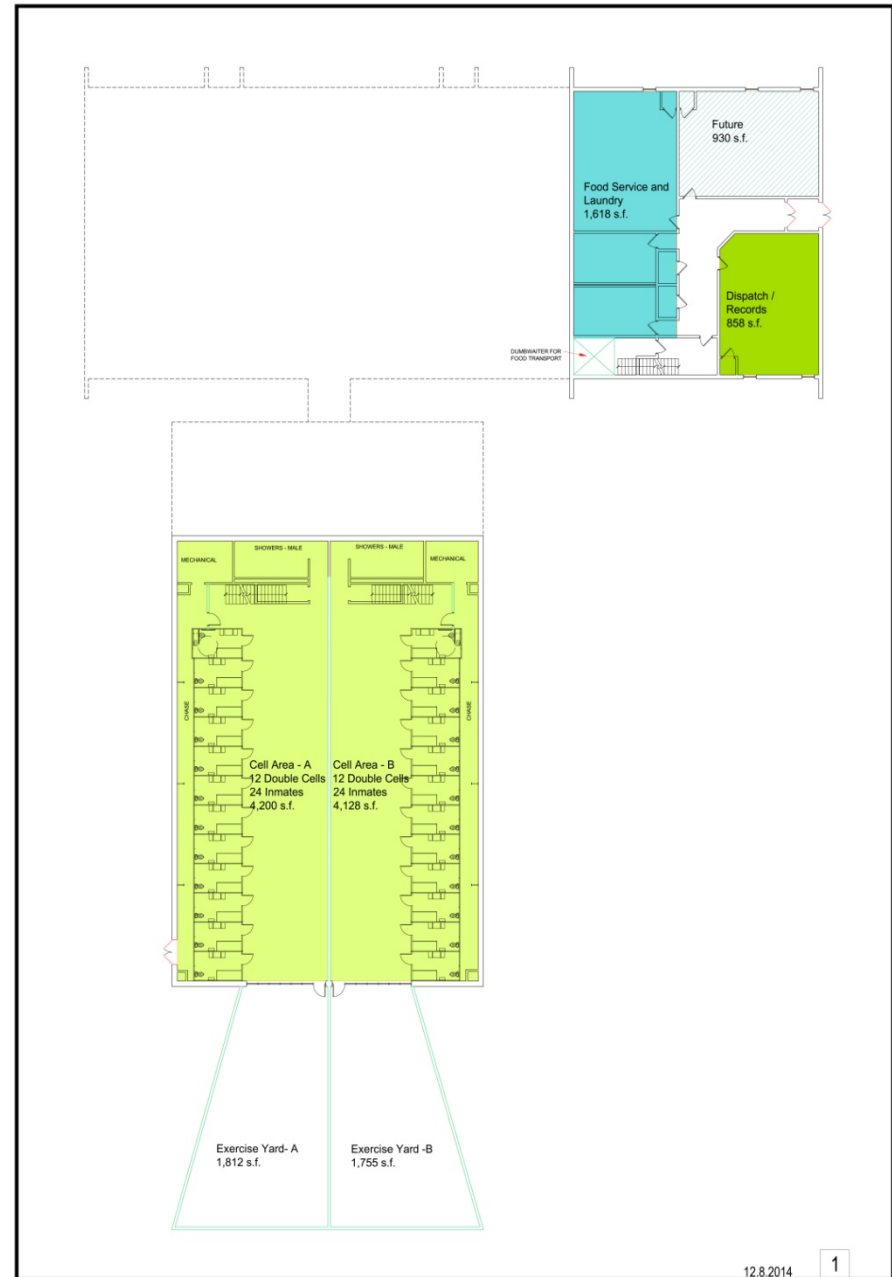 Future
930 s.f.
Food Service and
Laundry
1,618 s.f.
Dispatch /
Records
858 s.f.
DUMBWAITER FOR
FOOD TRANSPORT
MECHANICAL
SHOWERS - MALE
SHOWERS - MALE
MECHANICAL
CHASE
CHASE
Cell Area - A
12 Double Cells
24 Inmates
4,200 s.f.
Cell Area - B
12 Double Cells
24 Inmates
4,128 s.f.
Exercise Yard- A
1,812 s.f.
Exercise Yard -B
1,755 s.f.
12.8.2014
1